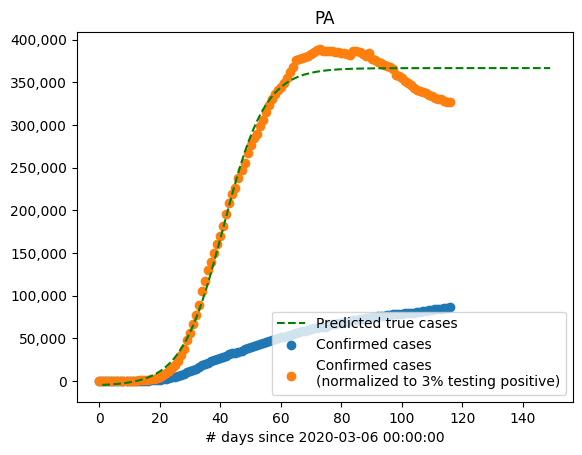 PA
400,000
350,000
300,000
250,000
200,000
150,000
100,000
50,000
0
Predicted true cases
Confirmed cases
Confirmed cases
(normalized to 3% testing positive)
0 20 40 60 80 100 120 140
# days since 2020-03-06 00:00:00